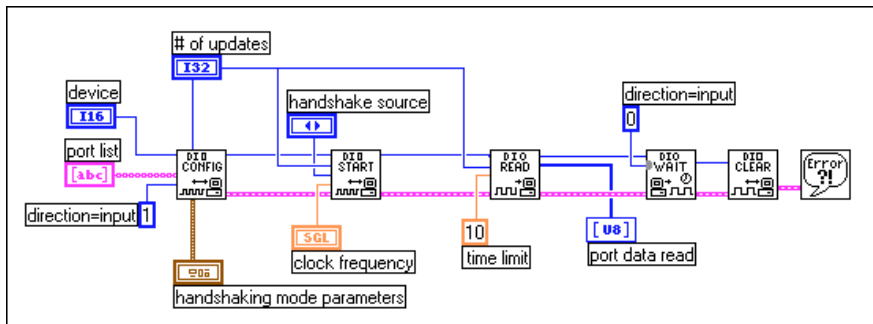 # of updates
I32
device
I16
handshake source
direction=input
0
port list
[abc]
DIO CONFIG
DIO START
DIO READ
DIO WAIT
DIO CLEAR
Error ?!
direction=input
1
SGL
10
[U8]
clock frequency
time limit
port data read
handshaking mode parameters